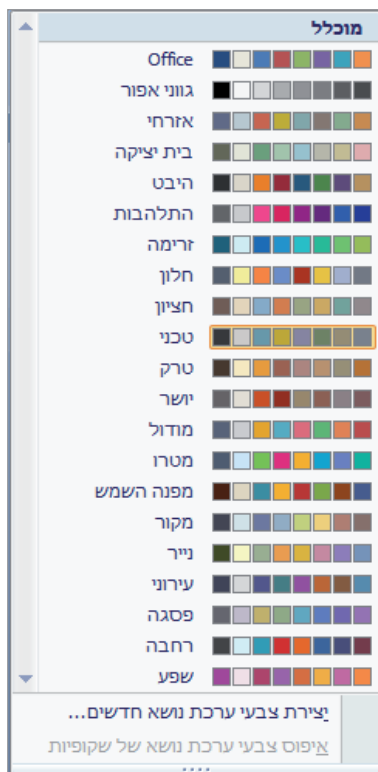 מוכלל
Office
גווני אפור
אזרחי
בית יציקה
היבט
התלהבות
זרימה
חלון
חציון
טכני
טרק
יושר
מודול
מטרו
מפנה השמש
מקור
נייר
עירוני
פסגה
רחבה
שפע
יצירת צבעי ערכת נושא חדשים...
איפוס צבעי ערכת נושא של שקופיות